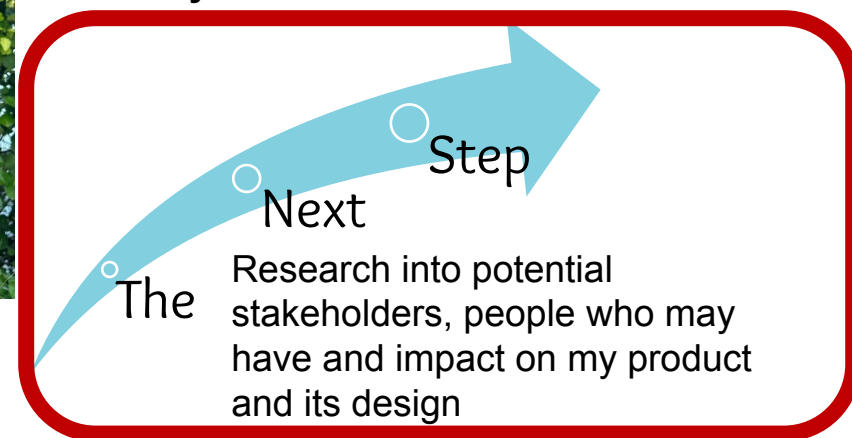 The
Next
Step
Research into potential
stakeholders, people who may
have and impact on my product
and its design